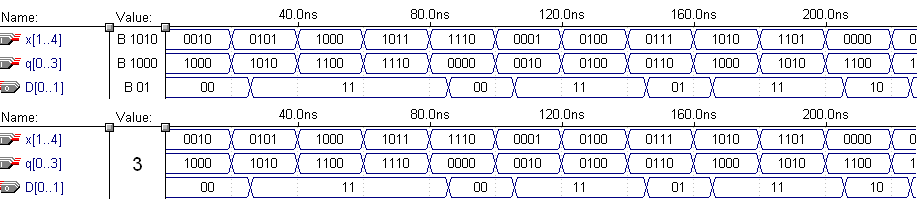 Name: Value: 40.0ns 80.0ns 120.0ns 160.0ns 200.0ns
x[1..4] B 1010 0010 0101 1000 1011 1110 0001 0100 0111 1010 1101 0000 0
q[0..3] B 1000 1000 1010 1100 1110 0000 0010 0100 0110 1000 1010 1100 1
D[0..1] B 01 00 11 00 11 01 11 10
Name: Value: 40.0ns 80.0ns 120.0ns 160.0ns 200.0ns
x[1..4] 0010 0101 1000 1011 1110 0001 0100 0111 1010 1101 0000 0
q[0..3] 3 1000 1010 1100 1110 0000 0010 0100 0110 1000 1010 1100 1
D[0..1] 00 11 00 11 01 11 10